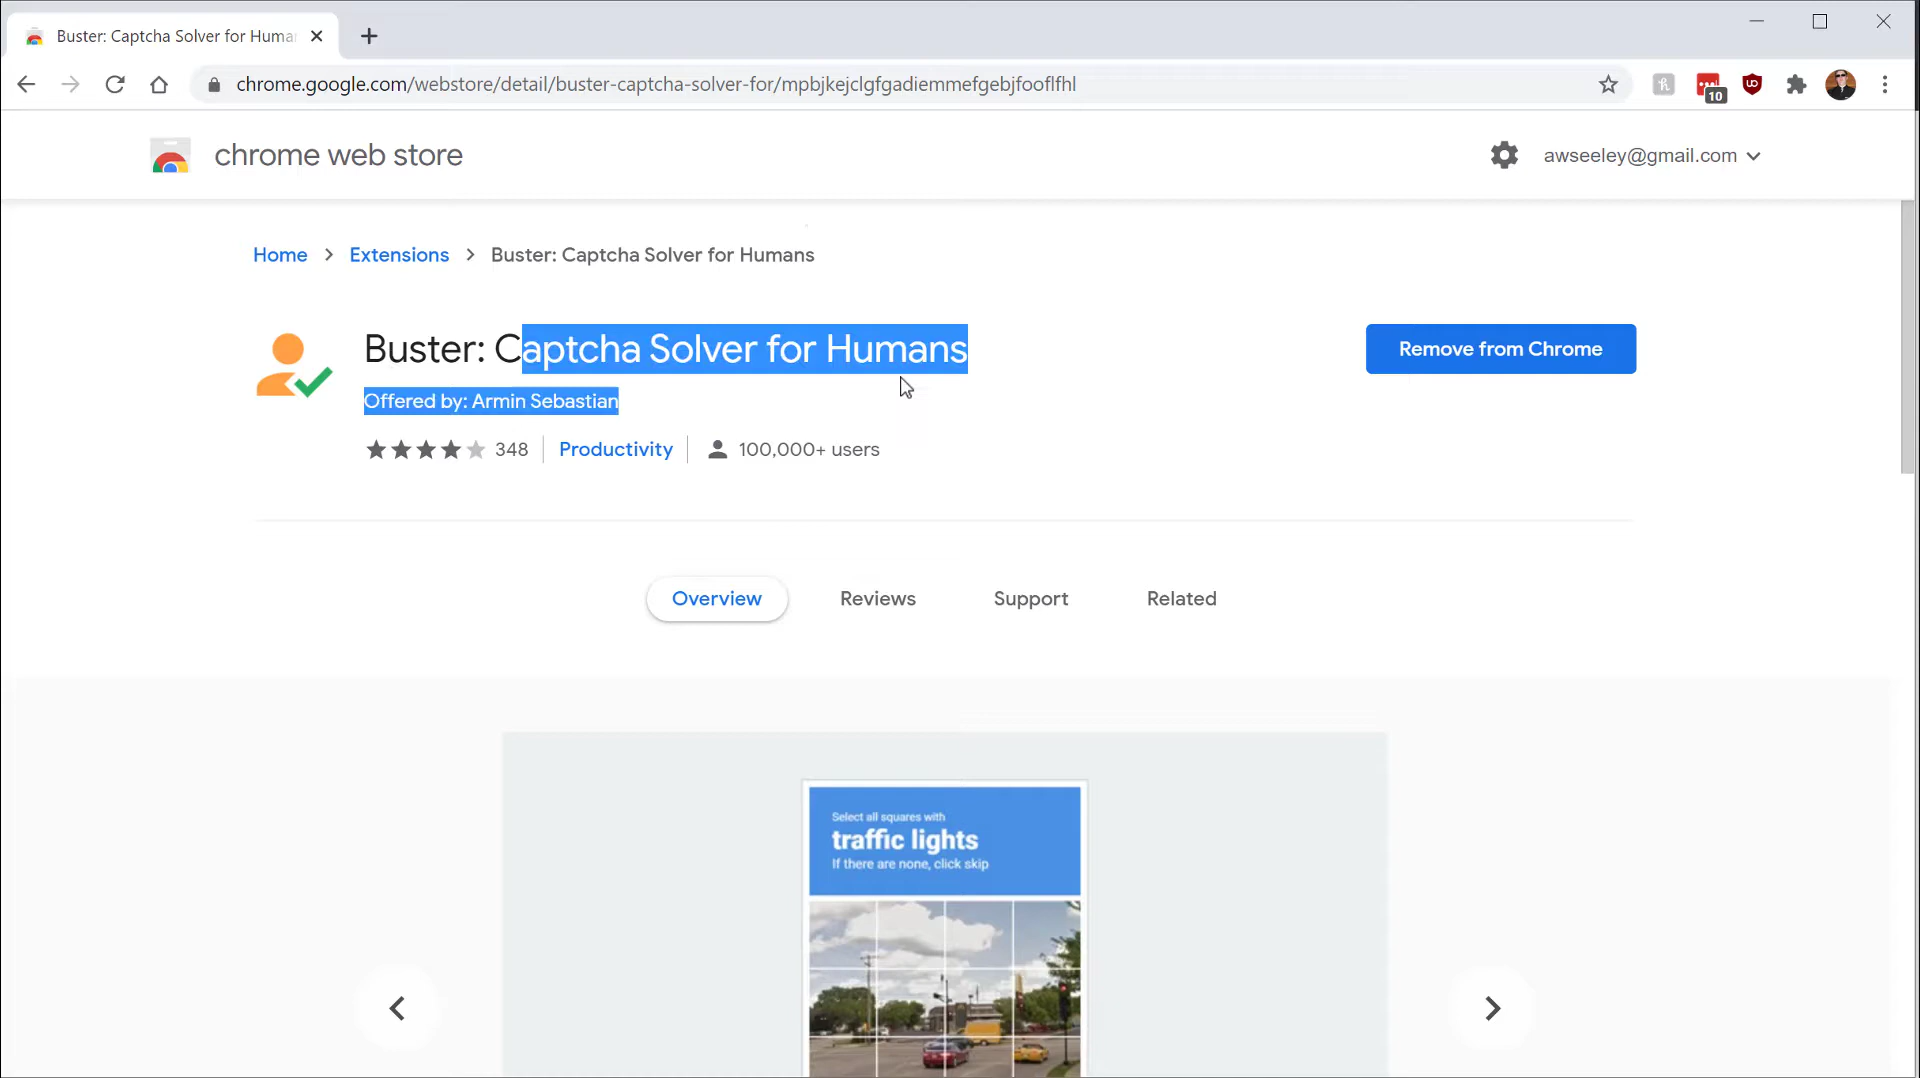 Buster: Captcha Solver for Huma
chrome.google.com/webstore/detail/buster-captcha-solver-for/mpbjkejclgfgadiemmefgebjfooflfhl
10
chrome web store
awseeley@gmail.com
Home > Extensions > Buster: Captcha Solver for Humans
Buster: Captcha Solver for Humans
Remove from Chrome
Offered by: Armin Sebastian
348
Productivity
100,000+ users
Overview
Reviews
Support
Related
Select all squares with
traffic lights
If there are none, click skip